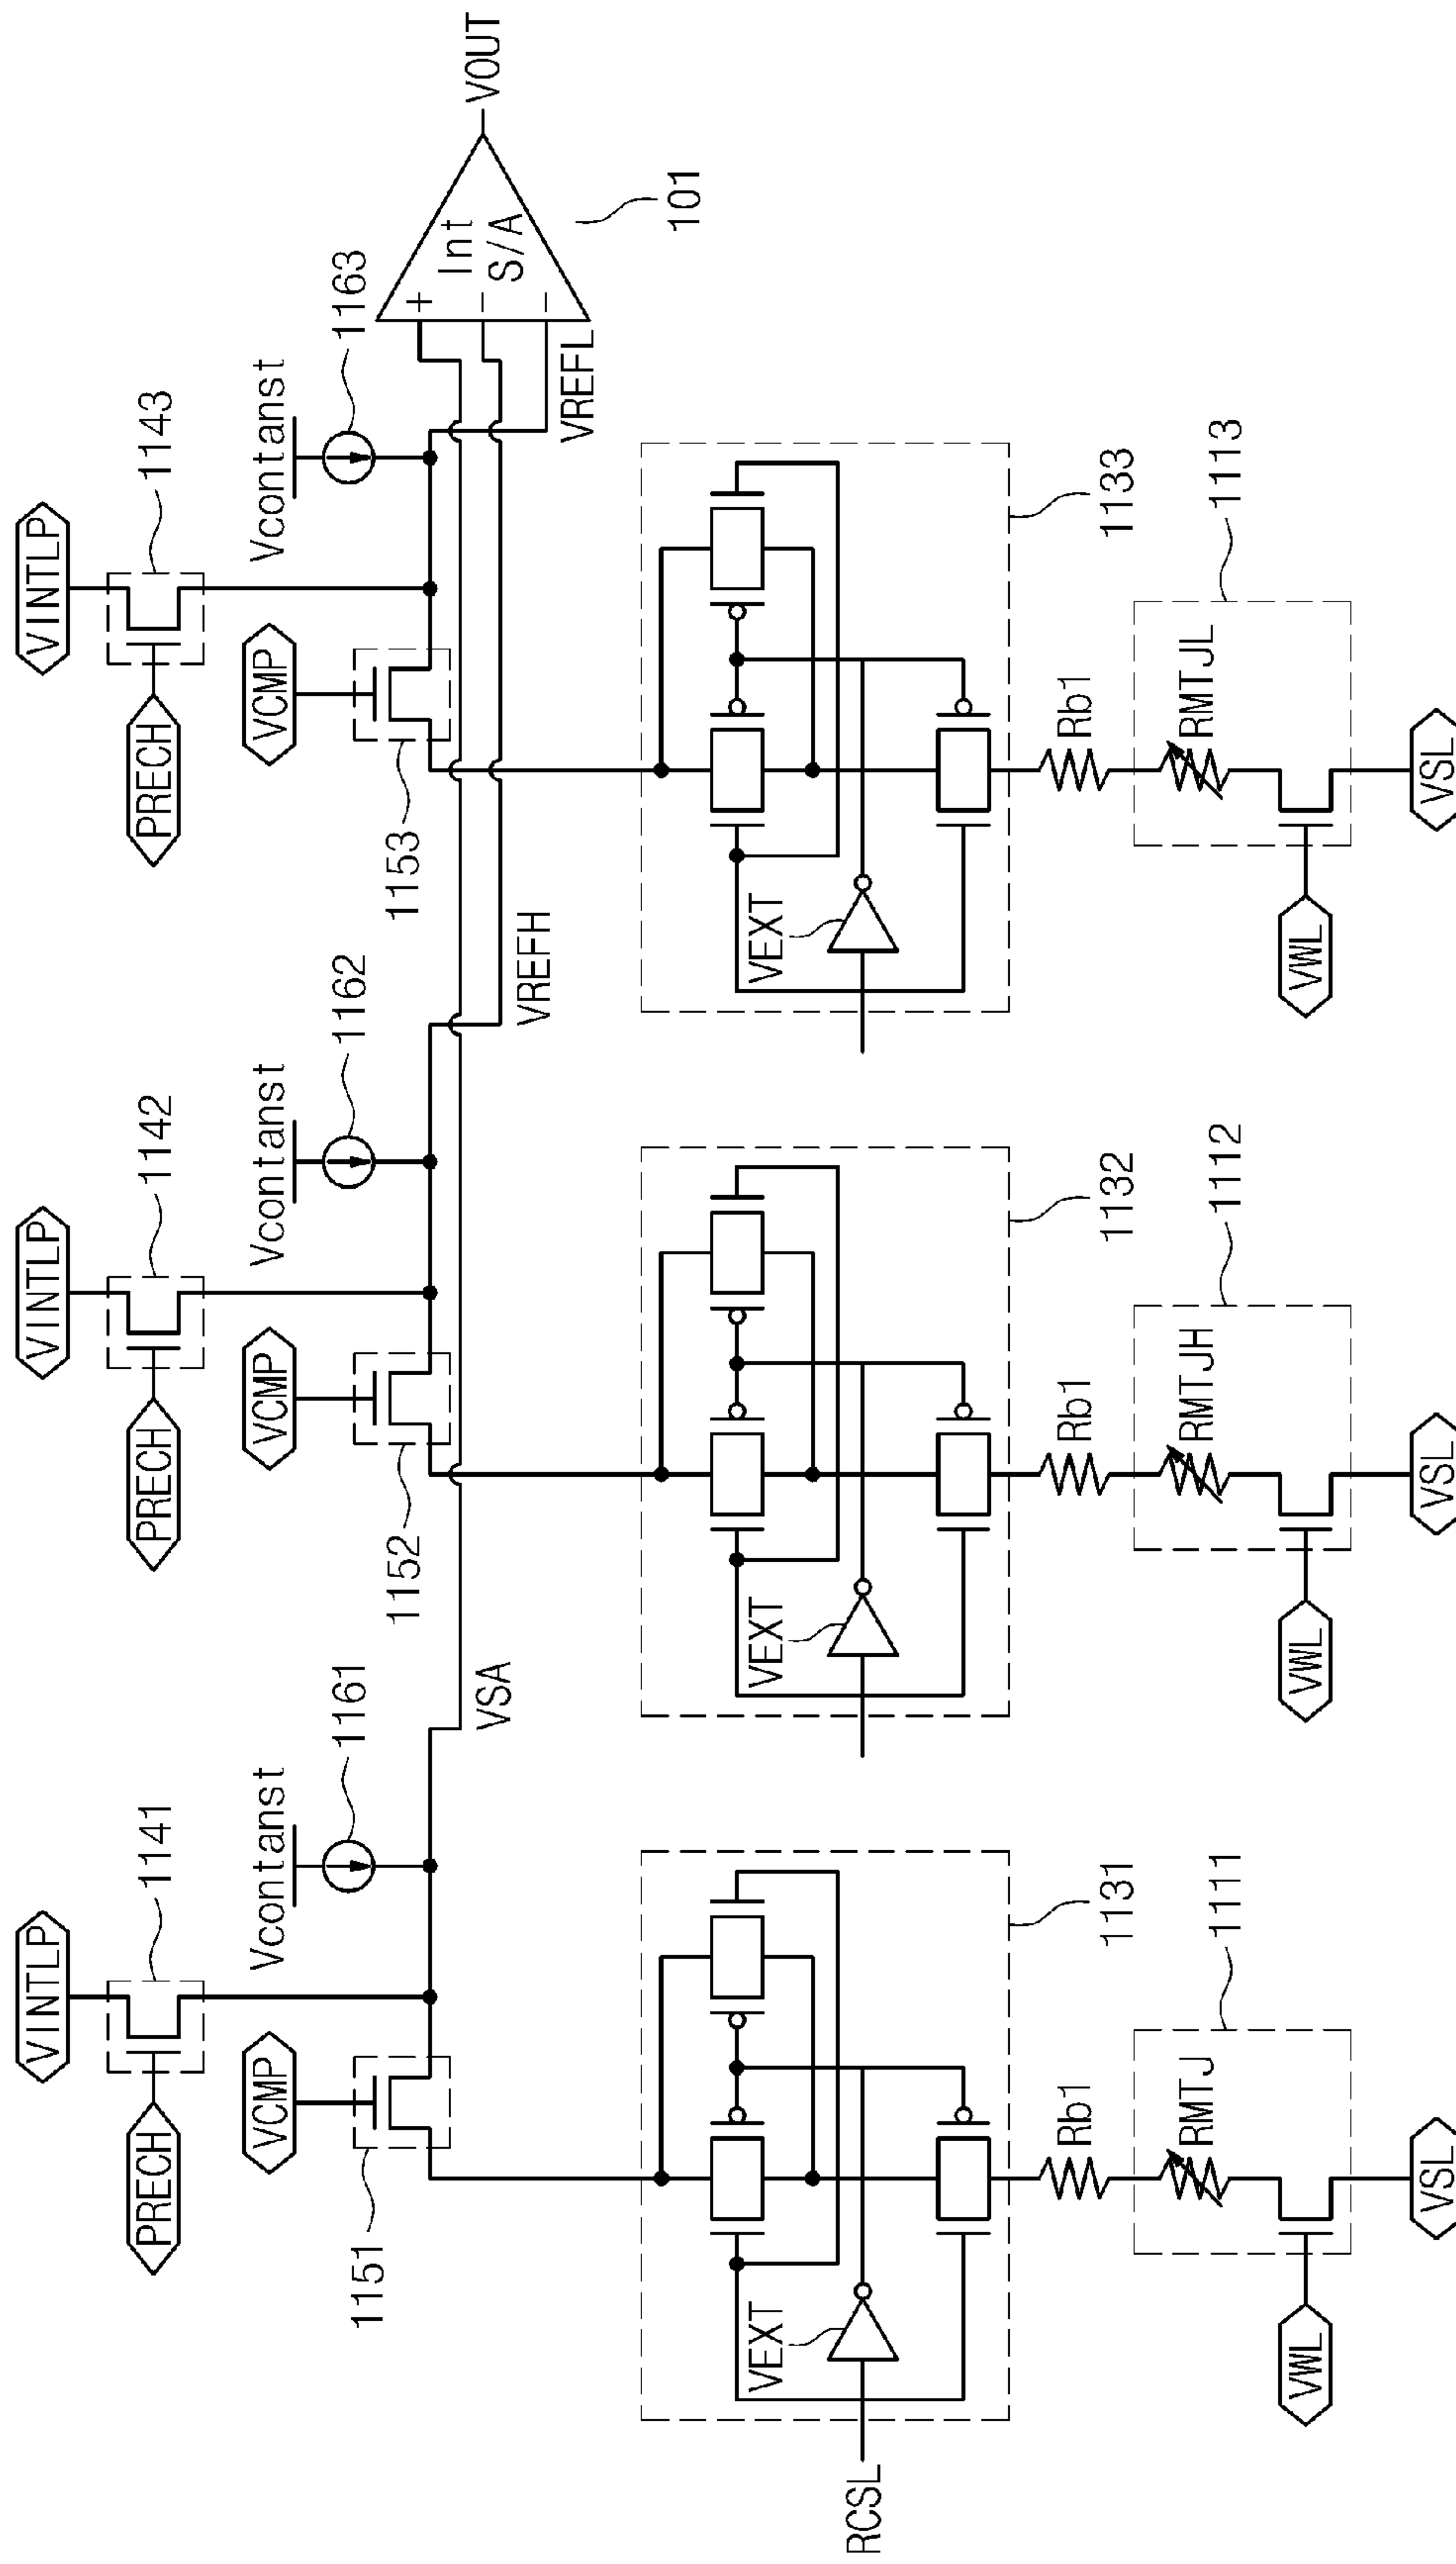 VINTLP
VINTLP
VINTLP
PRECH
1141
PRECH
1142
PRECH
1143
VCMP
Vcontanst
VCMP
Vcontanst
VCMP
Vcontanst
1161
1162
1163
1151
1152
1153
VSA
VREFH
VREFL
+
−
−
Int
S/A
VOUT
101
VEXT
VEXT
VEXT
RCSL
1131
1132
1133
Rb1
Rb1
Rb1
RMTJ
1111
RMTJH
1112
RMTJL
1113
VWL
VWL
VWL
VSL
VSL
VSL